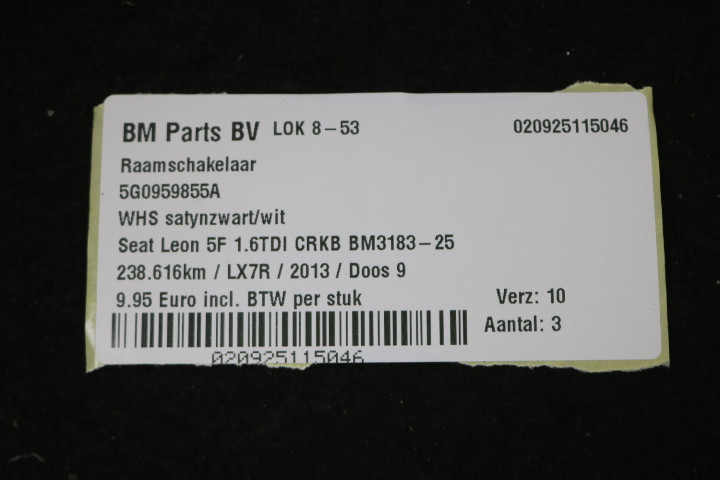 BM Parts BV LOK 8-53 020925115046
Raamschakelaar
5G0959855A
WHS satynzwart/wit
Seat Leon 5F 1.6TDI CRKB BM3183-25
238.616km / LX7R / 2013 / Doos 9
9.95 Euro incl. BTW per stuk Verz: 10
Aantal: 3
020925115046